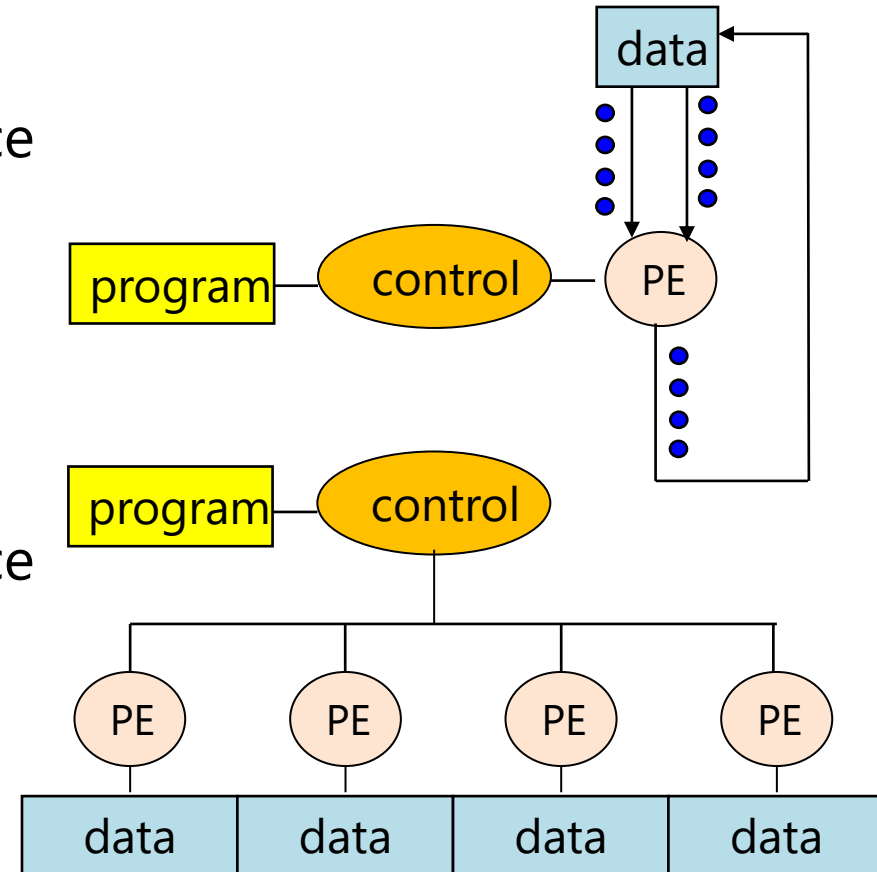 data
program control PE
program control
PE PE PE PE
data data data data